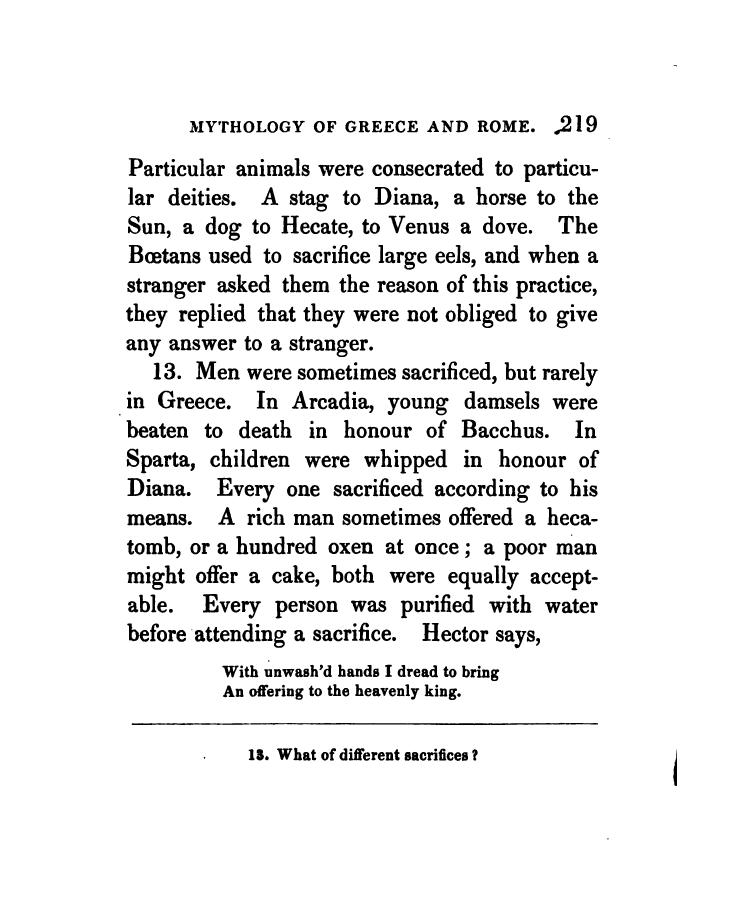 MYTHOLOGY OF GREECE AND ROME. 219
Particular animals were consecrated to particu-
lar deities. A stag to Diana, a horse to the
Sun, a dog to Hecate, to Venus a dove. The
Bœtans used to sacrifice large eels, and when a
stranger asked them the reason of this practice,
they replied that they were not obliged to give
any answer to a stranger.
13. Men were sometimes sacrificed, but rarely
in Greece. In Arcadia, young damsels were
beaten to death in honour of Bacchus. In
Sparta, children were whipped in honour of
Diana. Every one sacrificed according to his
means. A rich man sometimes offered a heca-
tomb, or a hundred oxen at once; a poor man
might offer a cake, both were equally accept-
able. Every person was purified with water
before attending a sacrifice. Hector says,
With unwash'd hands I dread to bring
An offering to the heavenly king.
13. What of different sacrifices?